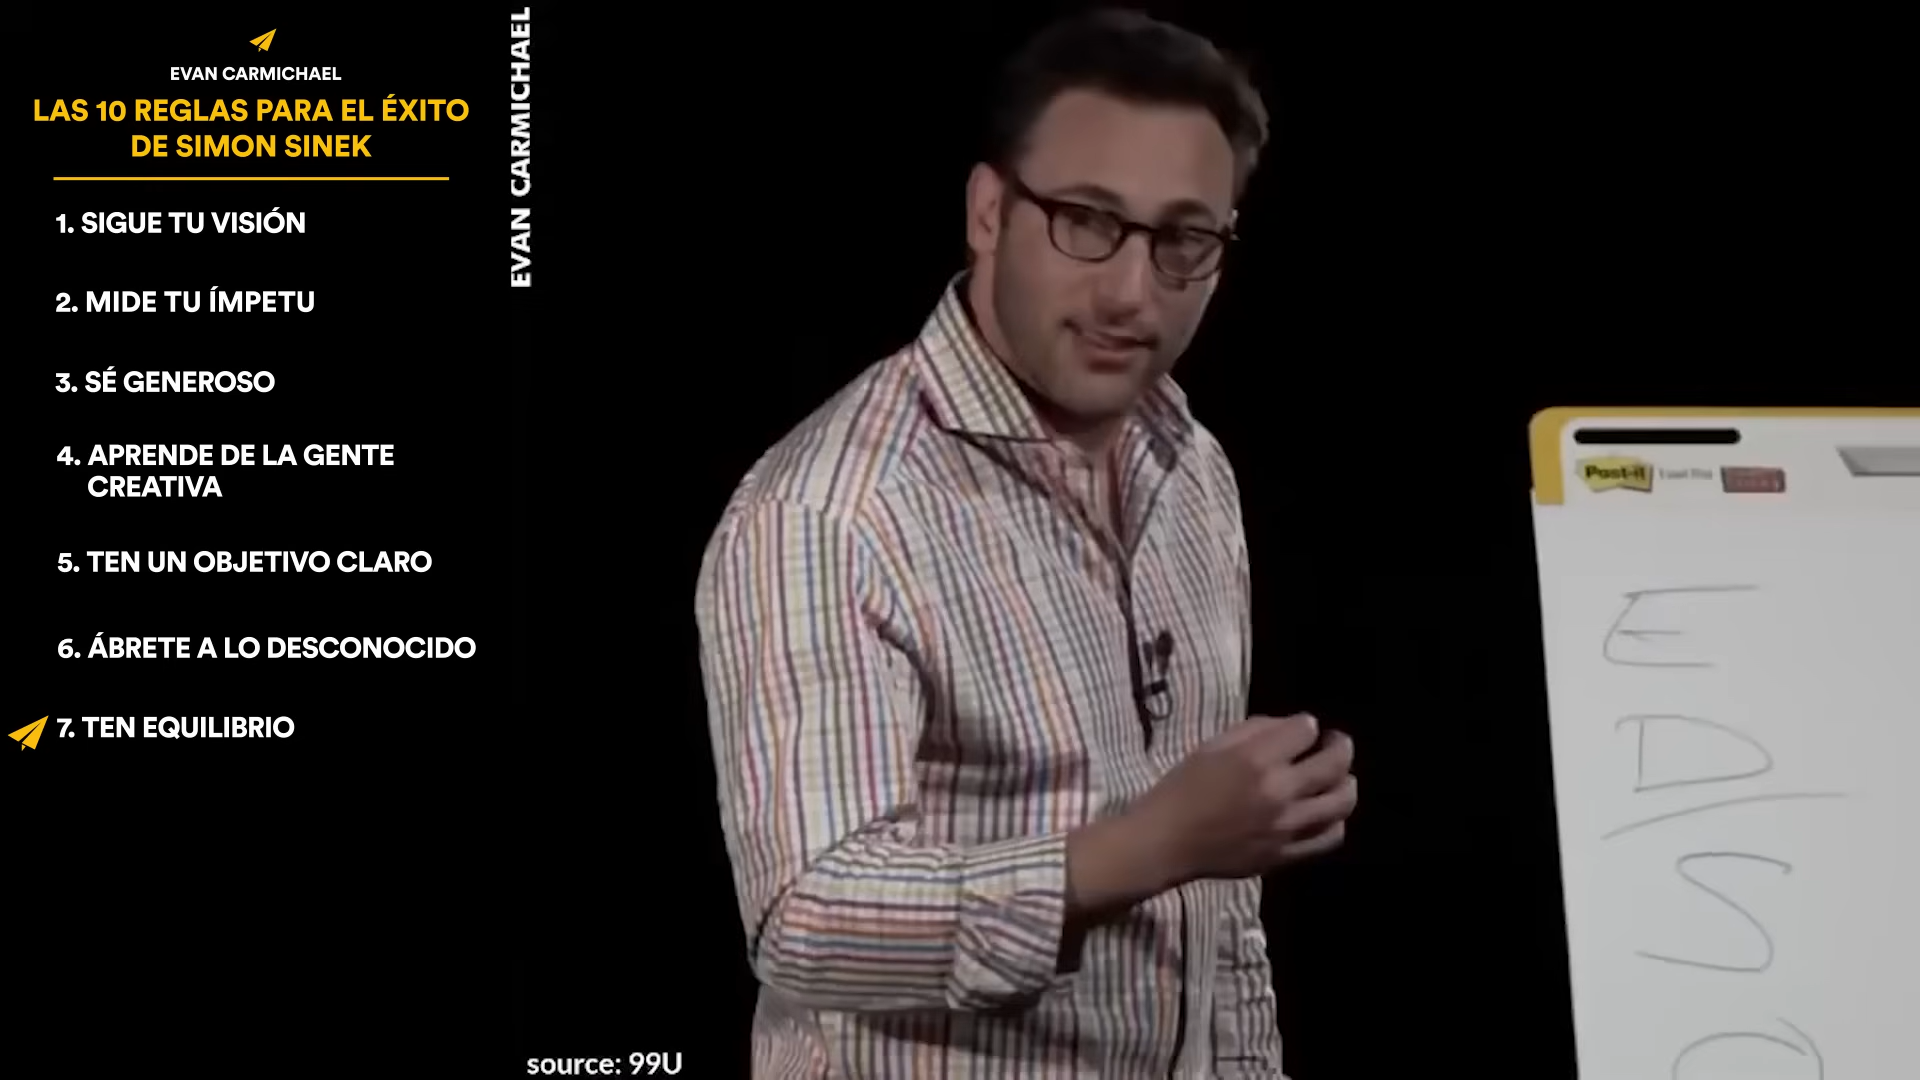 EVAN CARMICHAEL
LAS 10 REGLAS PARA EL ÉXITO
DE SIMON SINEK
1. SIGUE TU VISIÓN
2. MIDE TU ÍMPETU
3. SÉ GENEROSO
4. APRENDE DE LA GENTE
CREATIVA
5. TEN UN OBJETIVO CLARO
6. ÁBRETE A LO DESCONOCIDO
7. TEN EQUILIBRIO
EVAN CARMICHAEL
source: 99U
Post-it
E
D
S